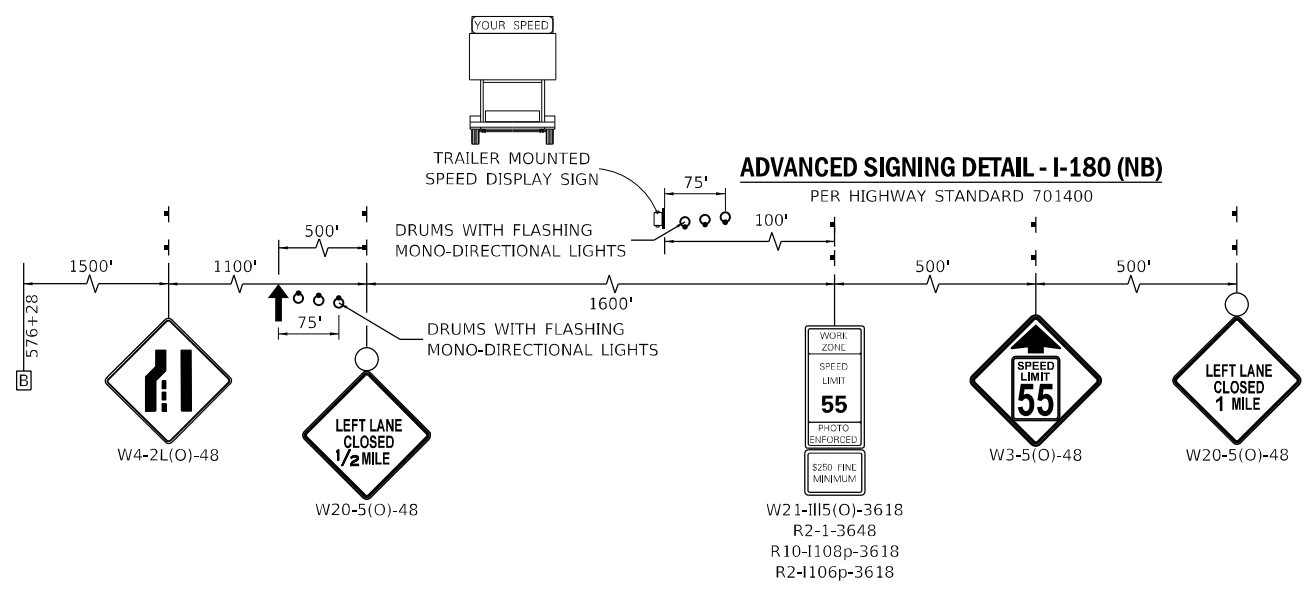 YOUR SPEED
TRAILER MOUNTED
SPEED DISPLAY SIGN
ADVANCED SIGNING DETAIL - I-180 (NB)
PER HIGHWAY STANDARD 701400
75'
100'
DRUMS WITH FLASHING
MONO-DIRECTIONAL LIGHTS
500'
1500'
1100'
1600'
500'
500'
576+28
B
75'
DRUMS WITH FLASHING
MONO-DIRECTIONAL LIGHTS
W4-2L(O)-48
LEFT LANE
CLOSED
1/2 MILE
W20-5(O)-48
WORK
ZONE
SPEED
LIMIT
55
PHOTO
ENFORCED
$250 FINE
MINIMUM
W21-III5(O)-3618
R2-1-3648
R10-I108p-3618
R2-I106p-3618
SPEED
LIMIT
55
W3-5(O)-48
LEFT LANE
CLOSED
1 MILE
W20-5(O)-48